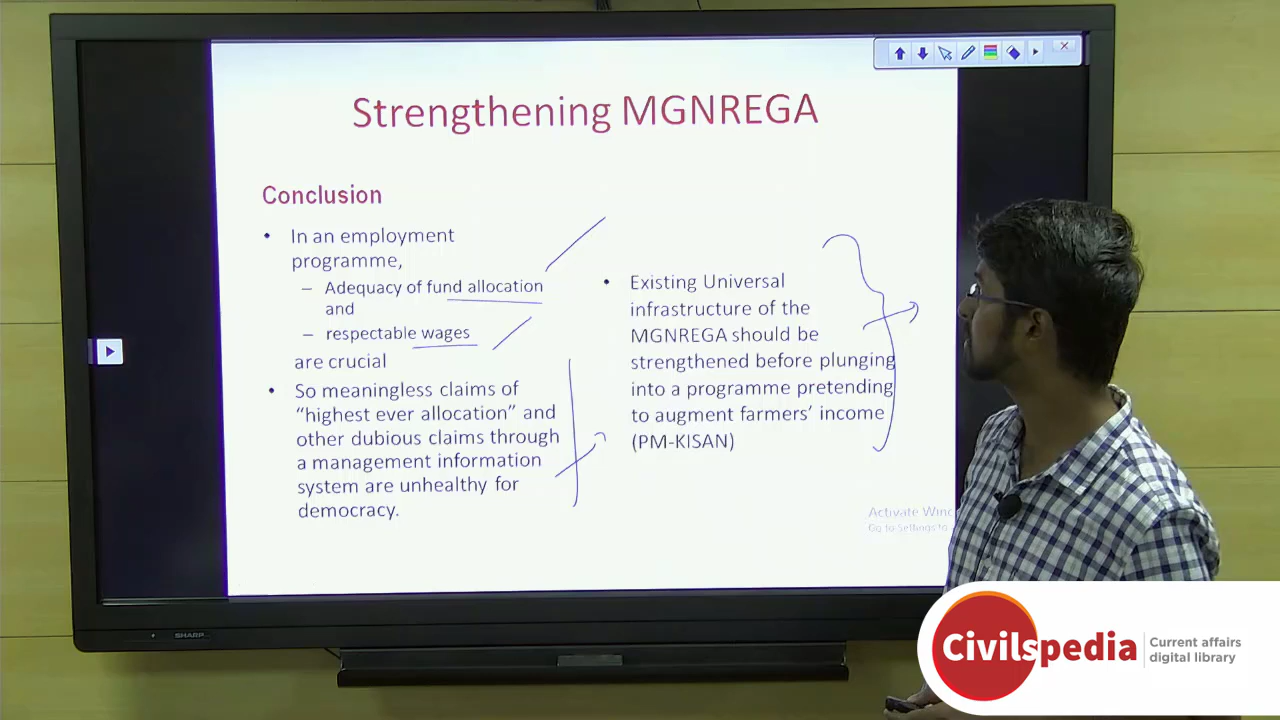 Strengthening MGNREGA
Conclusion
• In an employment
programme,
– Adequacy of fund allocation
and
– respectable wages
are crucial
• So meaningless claims of
"highest ever allocation" and
other dubious claims through
a management information
system are unhealthy for
democracy.
• Existing Universal
infrastructure of the
MGNREGA should be
strengthened before plunging
into a programme pretending
to augment farmers' income
(PM-KISAN)
Activate Winc
Go to Settings to
SHARP
Civilspedia
Current affairs
digital library